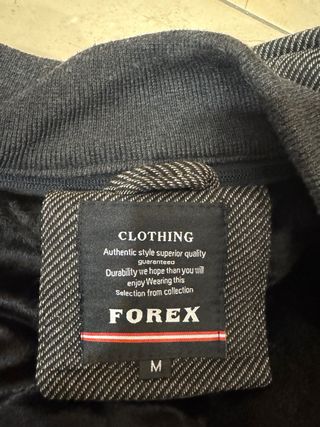 CLOTHING
Authentic style superior quality
guaranteed
Durability we hope than you will
enjoy Wearing this
Selection from collection
FOREX
M